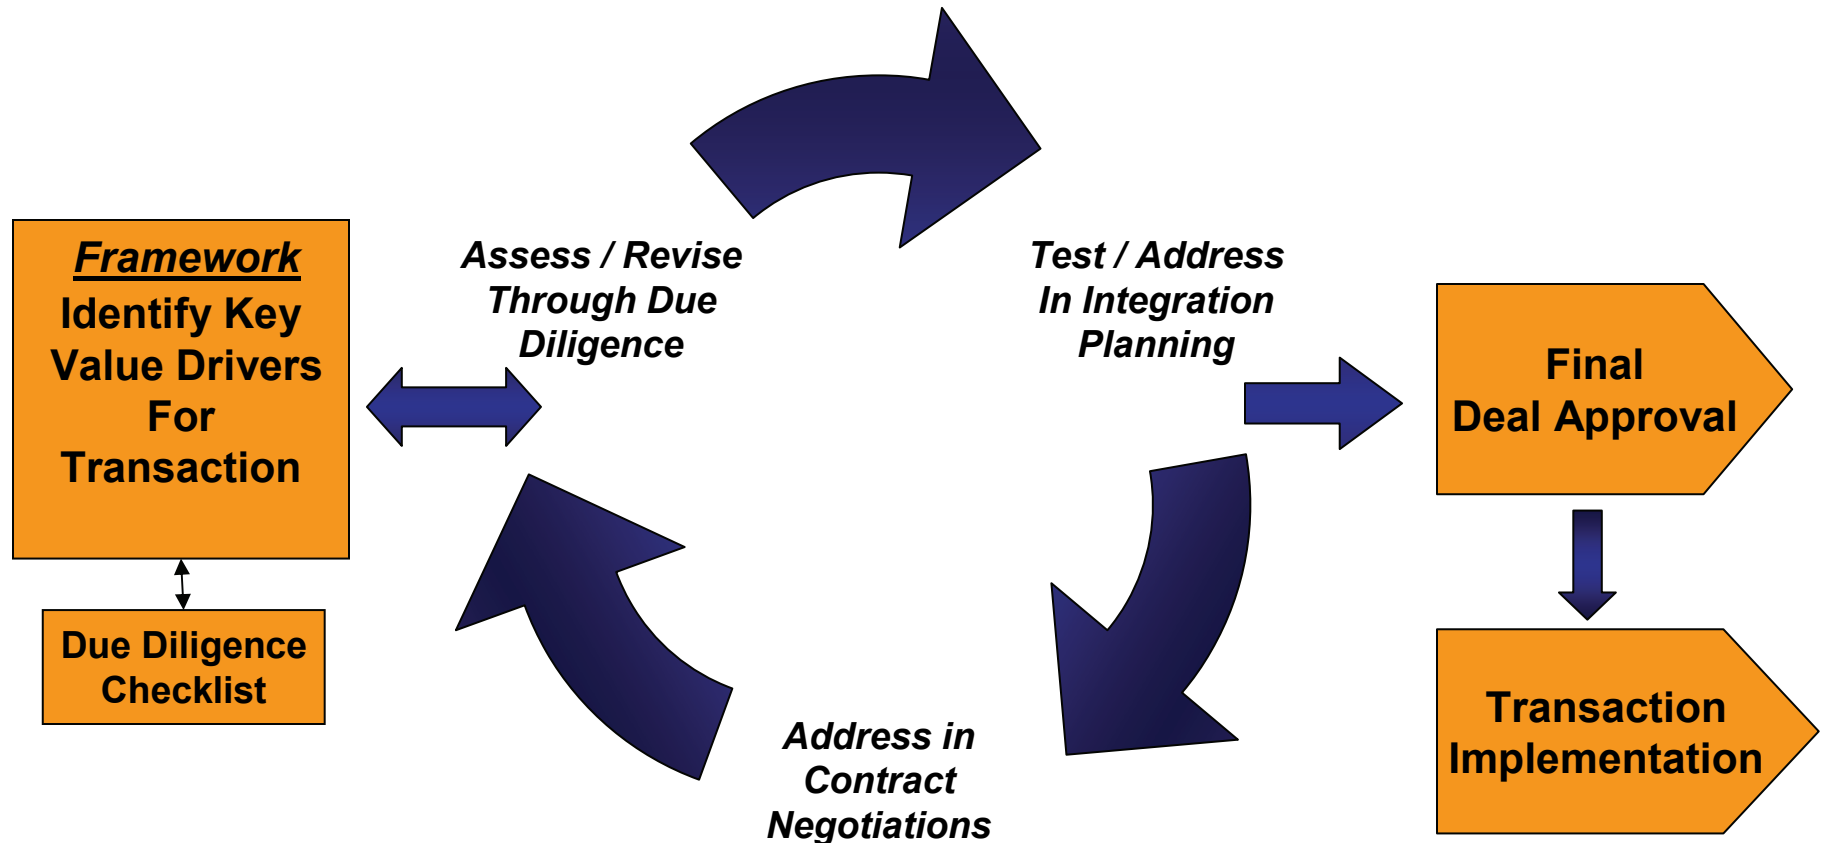 Framework
Identify Key
Value Drivers
For
Transaction
Due Diligence
Checklist
Assess / Revise
Through Due
Diligence
Test / Address
In Integration
Planning
Address in
Contract
Negotiations
Final
Deal Approval
Transaction
Implementation